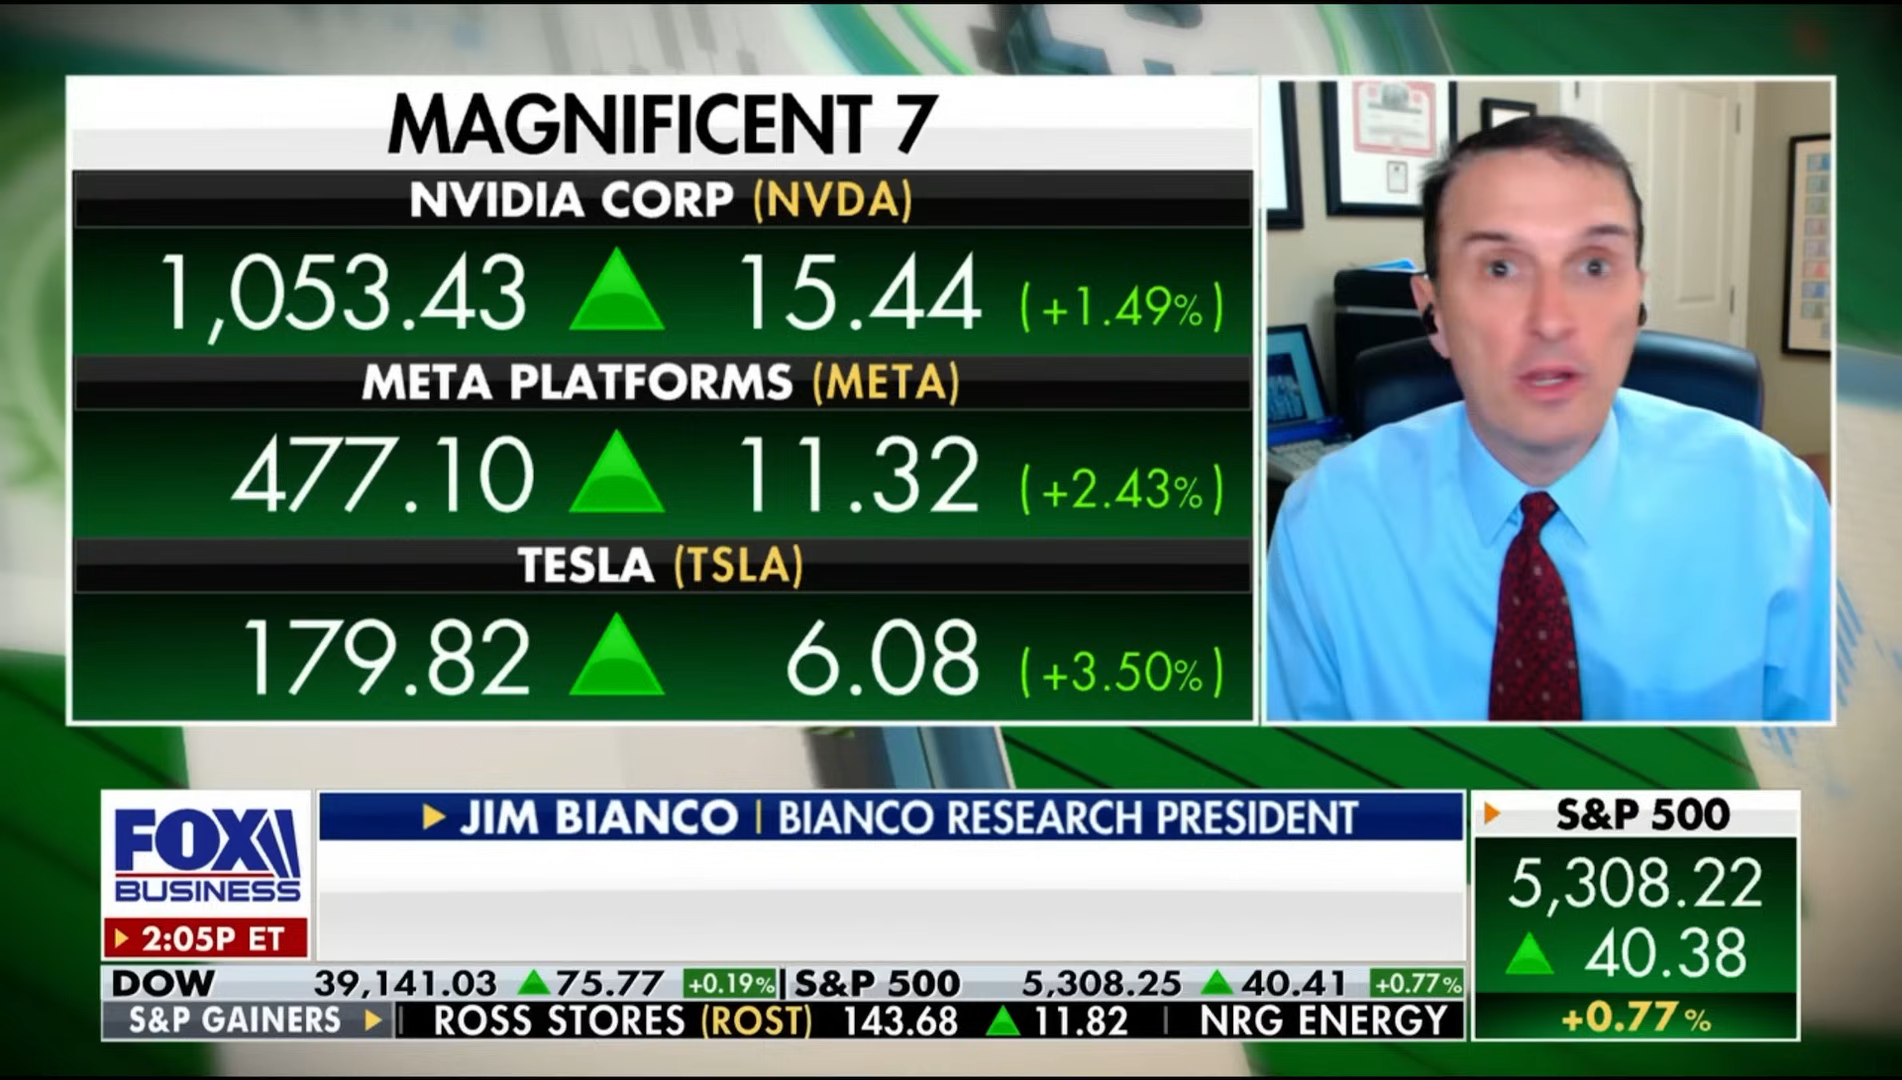 MAGNIFICENT 7
NVIDIA CORP (NVDA)
1,053.43 ▲ 15.44 (+1.49%)
META PLATFORMS (META)
477.10 ▲ 11.32 (+2.43%)
TESLA (TSLA)
179.82 ▲ 6.08 (+3.50%)
JIM BIANCO | BIANCO RESEARCH PRESIDENT
FOX
BUSINESS
2:05P ET
S&P 500
5,308.22
▲ 40.38
+0.77%
DOW 39,141.03 ▲ 75.77 +0.19% | S&P 500 5,308.25 ▲ 40.41 +0.77%
S&P GAINERS ROSS STORES (ROST) 143.68 ▲ 11.82 | NRG ENERGY